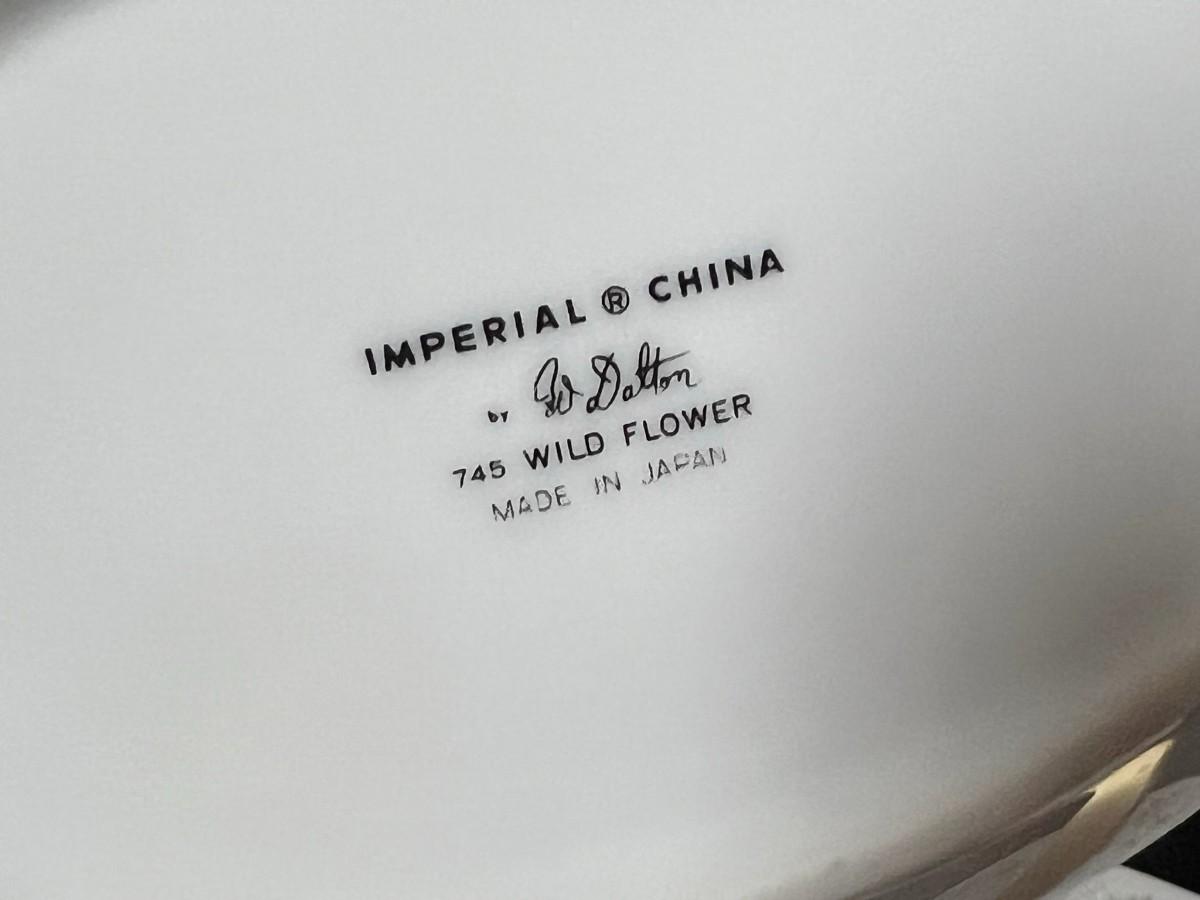 IMPERIAL ® CHINA
BY W. Dalton
745 WILD FLOWER
MADE IN JAPAN